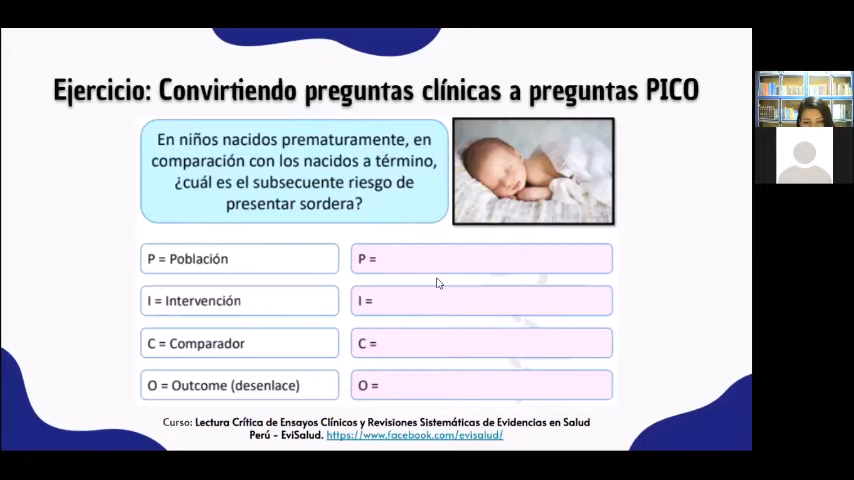 Ejercicio: Convirtiendo preguntas clínicas a preguntas PICO
En niños nacidos prematuramente, en
comparación con los nacidos a término,
¿cuál es el subsecuente riesgo de
presentar sordera?
P = Población
P =
I = Intervención
I =
C = Comparador
C =
O = Outcome (desenlace)
O =
Curso: Lectura Crítica de Ensayos Clínicos y Revisiones Sistemáticas de Evidencias en Salud
Perú - EviSalud. https://www.facebook.com/evisalud/